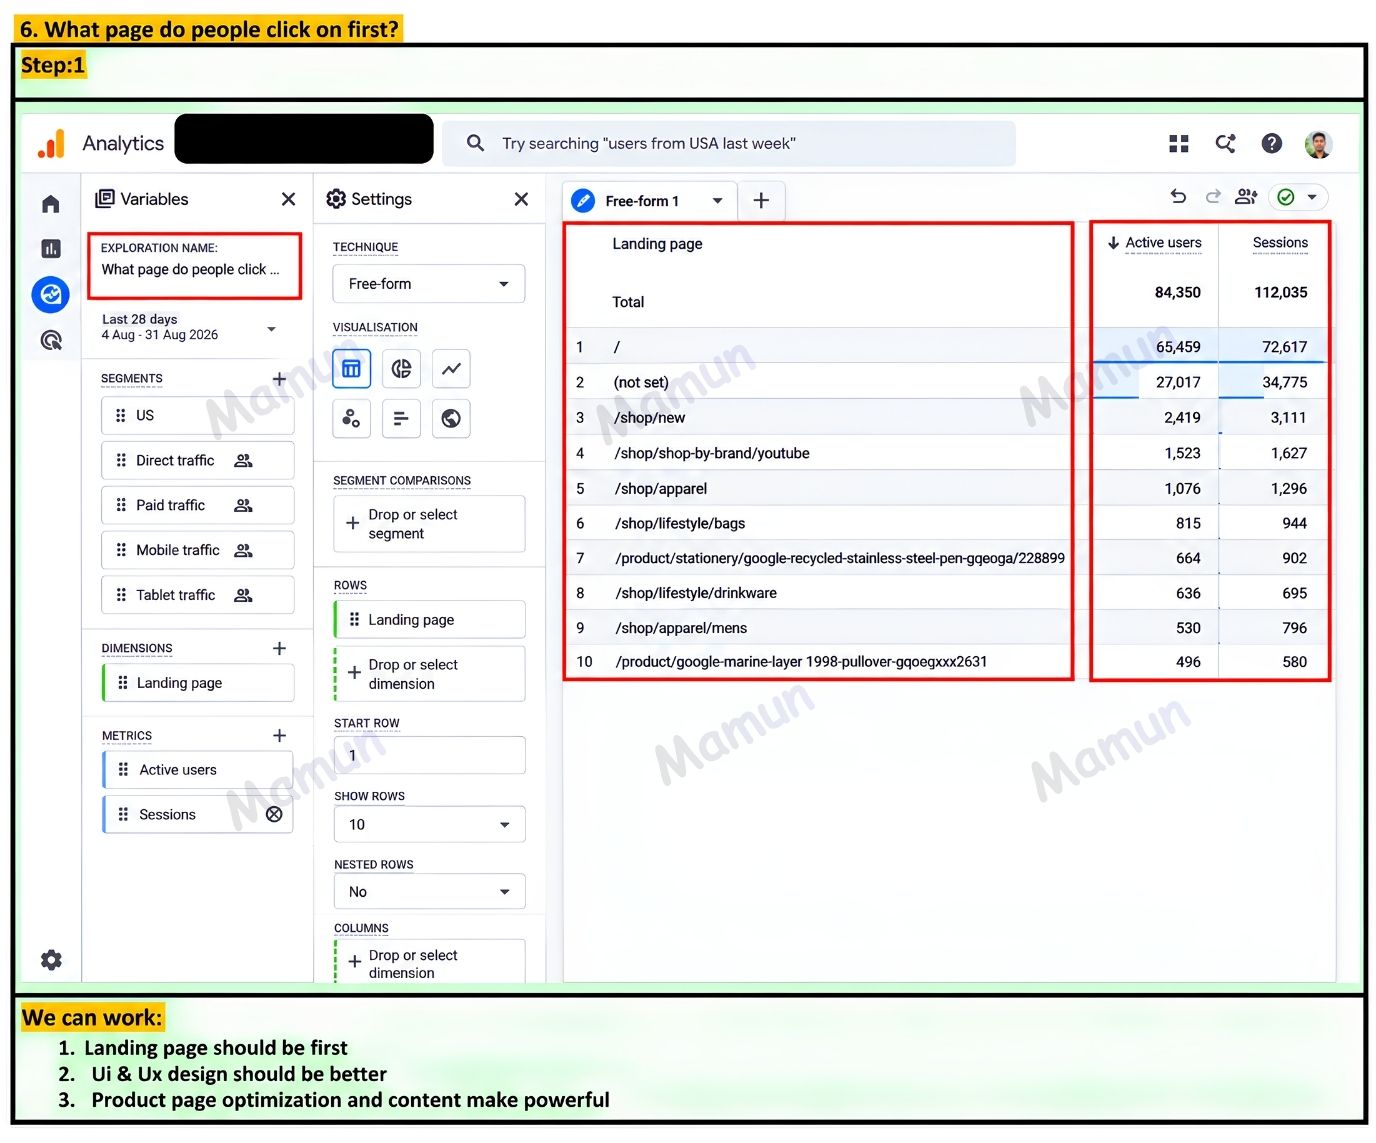 6. What page do people click on first?
Step:1
Analytics
Try searching "users from USA last week"
Variables
EXPLORATION NAME:
What page do people click ...
Last 28 days
4 Aug - 31 Aug 2026
SEGMENTS
US
Direct traffic
Paid traffic
Mobile traffic
Tablet traffic
DIMENSIONS
Landing page
METRICS
Active users
Sessions
Settings
TECHNIQUE
Free-form
VISUALISATION
SEGMENT COMPARISONS
Drop or select
segment
ROWS
Landing page
Drop or select
dimension
START ROW
1
SHOW ROWS
10
NESTED ROWS
No
COLUMNS
Drop or select
dimension
Free-form 1
Landing page Active users Sessions
Total 84,350 112,035
1 / 65,459 72,617
2 (not set) 27,017 34,775
3 /shop/new 2,419 3,111
4 /shop/shop-by-brand/youtube 1,523 1,627
5 /shop/apparel 1,076 1,296
6 /shop/lifestyle/bags 815 944
7 /product/stationery/google-recycled-stainless-steel-pen-gqeoga/228899 664 902
8 /shop/lifestyle/drinkware 636 695
9 /shop/apparel/mens 530 796
10 /product/google-marine-layer 1998-pullover-gqoegxxx2631 496 580
Mamun
Mamun
Mamun
Mamun
Mamun
Mamun
We can work:
1. Landing page should be first
2. Ui & Ux design should be better
3. Product page optimization and content make powerful